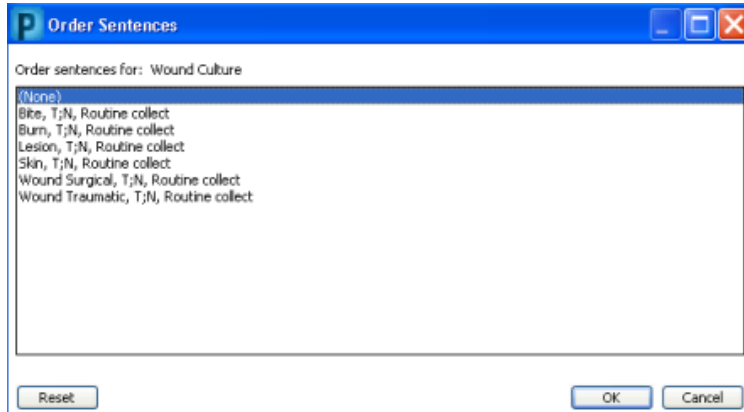 P Order Sentences
Order sentences for: Wound Culture
(None)
Bite, T;N, Routine collect
Burn, T;N, Routine collect
Lesion, T;N, Routine collect
Skin, T;N, Routine collect
Wound Surgical, T;N, Routine collect
Wound Traumatic, T;N, Routine collect
Reset OK Cancel